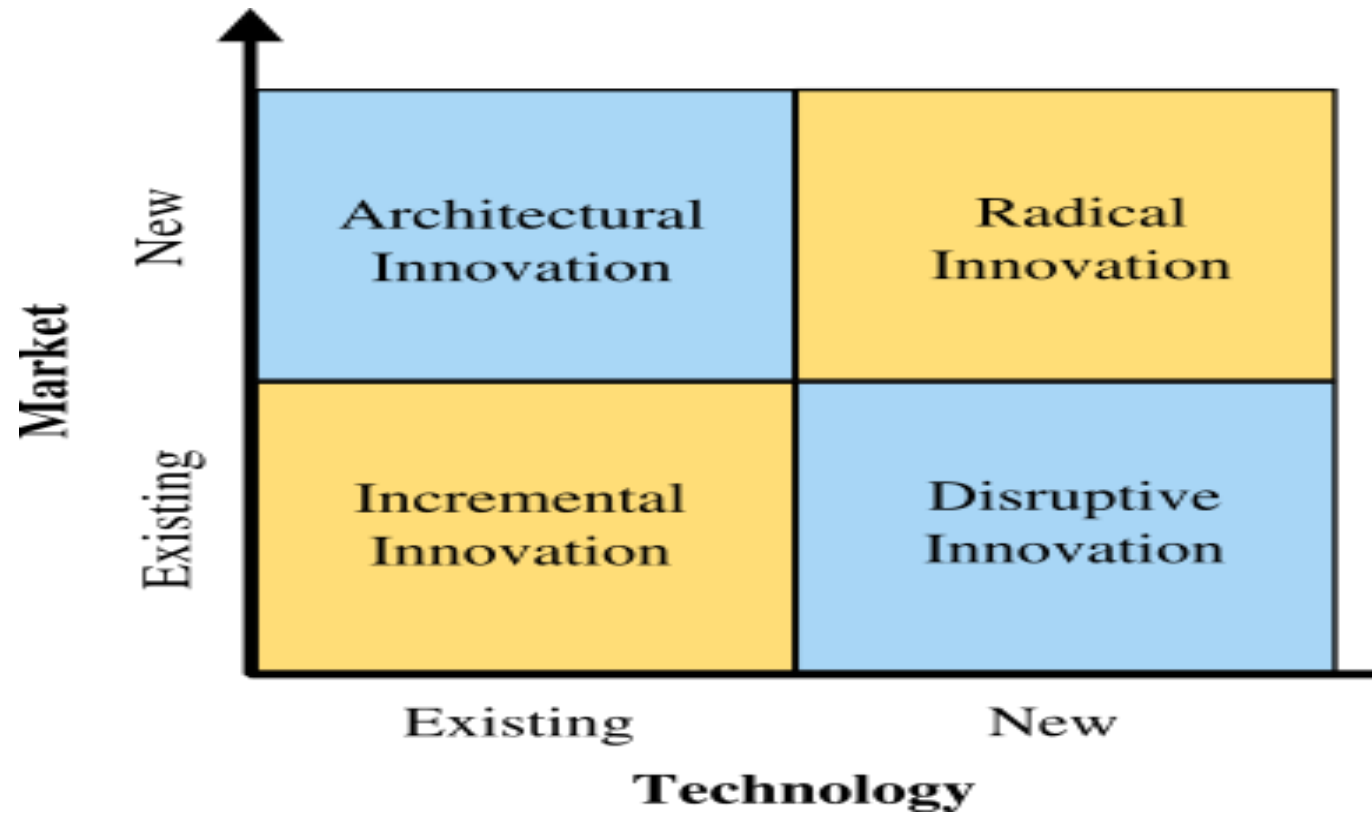 Market
New
Existing
Architectural
Innovation
Radical
Innovation
Incremental
Innovation
Disruptive
Innovation
Existing
New
Technology